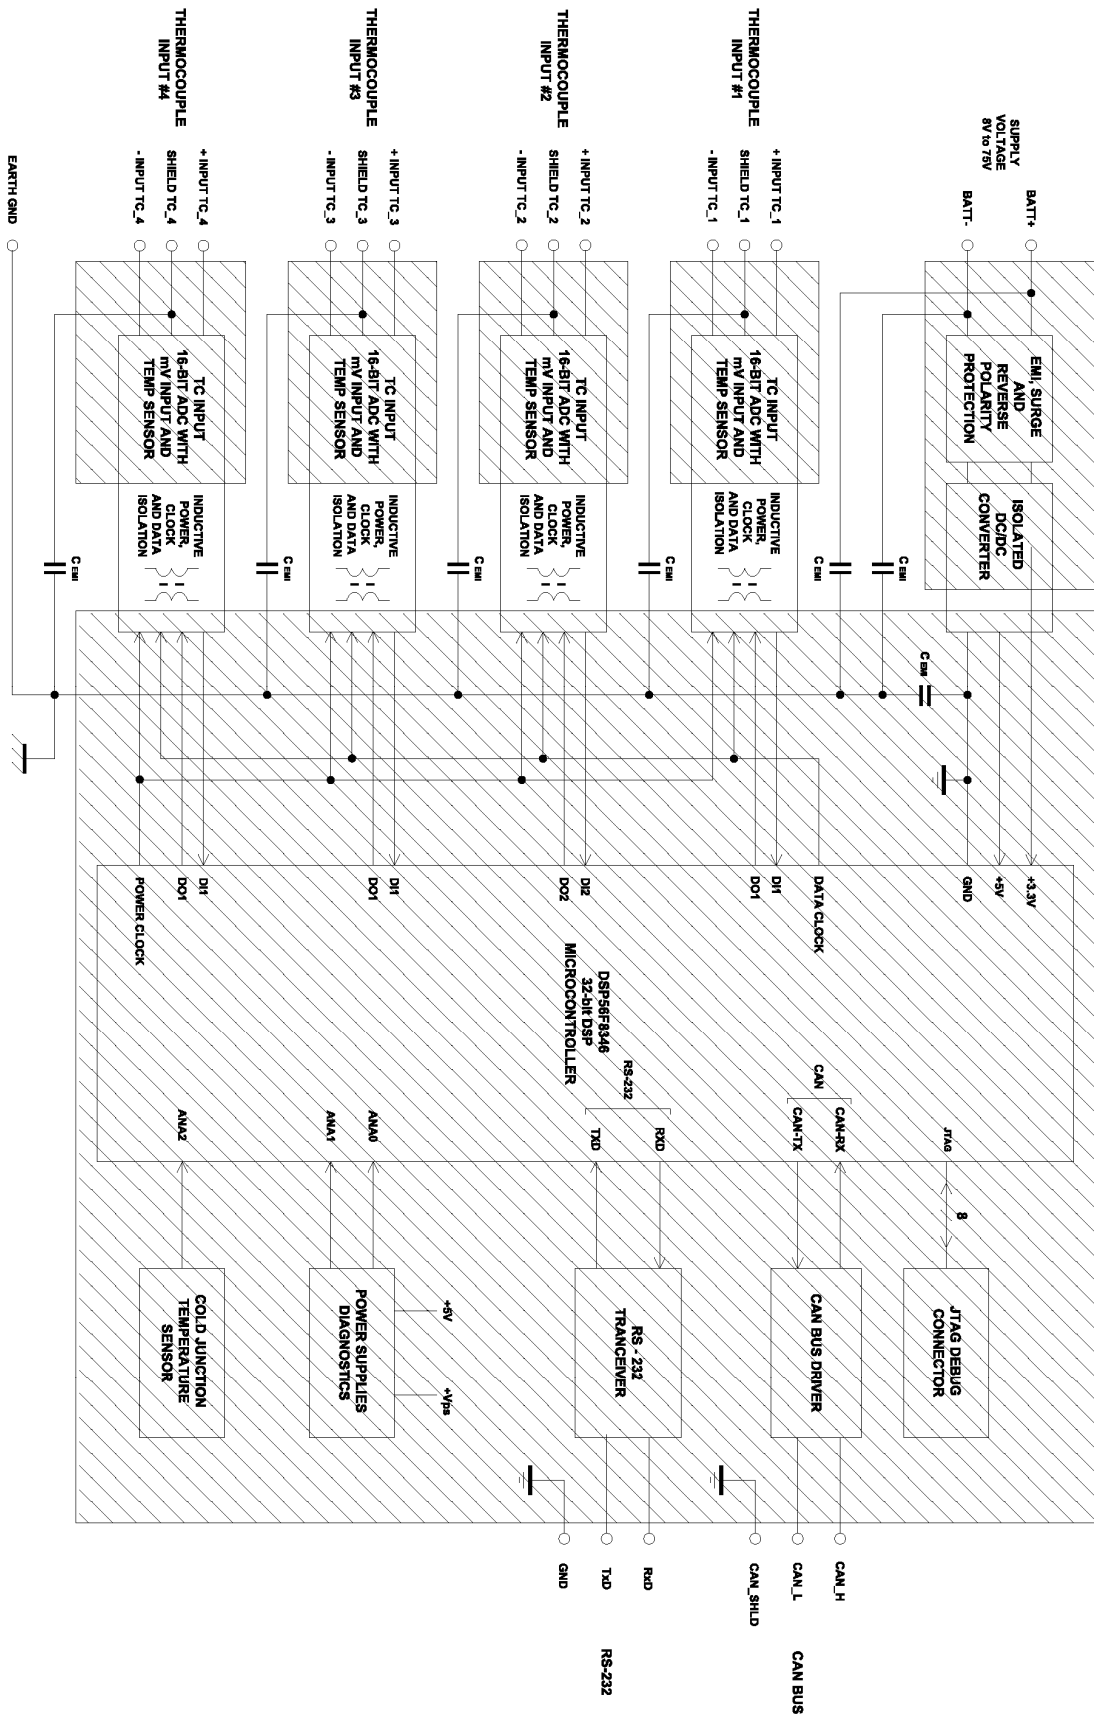 SUPPLY
VOLTAGE
8V to 75V
BATT+
BATT-
EMI, SURGE
AND
REVERSE
POLARITY
PROTECTION
ISOLATED
DC/DC
CONVERTER
+3.3V
+5V
GND
C EMI
C EMI
C EMI
THERMOCOUPLE
INPUT #1
+ INPUT TC_1
SHIELD TC_1
- INPUT TC_1
TC INPUT
16-BIT ADC WITH
mV INPUT AND
TEMP SENSOR
INDUCTIVE
POWER,
CLOCK
AND DATA
ISOLATION
C EMI
DATA CLOCK
DI1
DO1
THERMOCOUPLE
INPUT #2
+ INPUT TC_2
SHIELD TC_2
- INPUT TC_2
TC INPUT
16-BIT ADC WITH
mV INPUT AND
TEMP SENSOR
INDUCTIVE
POWER,
CLOCK
AND DATA
ISOLATION
C EMI
DI2
DO2
THERMOCOUPLE
INPUT #3
+ INPUT TC_3
SHIELD TC_3
- INPUT TC_3
TC INPUT
16-BIT ADC WITH
mV INPUT AND
TEMP SENSOR
INDUCTIVE
POWER,
CLOCK
AND DATA
ISOLATION
C EMI
DI1
DO1
THERMOCOUPLE
INPUT #4
+ INPUT TC_4
SHIELD TC_4
- INPUT TC_4
TC INPUT
16-BIT ADC WITH
mV INPUT AND
TEMP SENSOR
INDUCTIVE
POWER,
CLOCK
AND DATA
ISOLATION
C EMI
DI1
DO1
POWER CLOCK
EARTH GND
DSP56F8346
32-bit DSP
MICROCONTROLLER
JTAG
8
JTAG DEBUG
CONNECTOR
CAN
CAN-RX
CAN-TX
CAN BUS DRIVER
CAN_H
CAN_L
CAN_SHLD
CAN BUS
RS-232
RXD
TXD
RS - 232
TRANCEIVER
RxD
TxD
GND
RS-232
ANA0
ANA1
+5V
+Vps
POWER SUPPLIES
DIAGNOSTICS
ANA2
COLD JUNCTION
TEMPERATURE
SENSOR